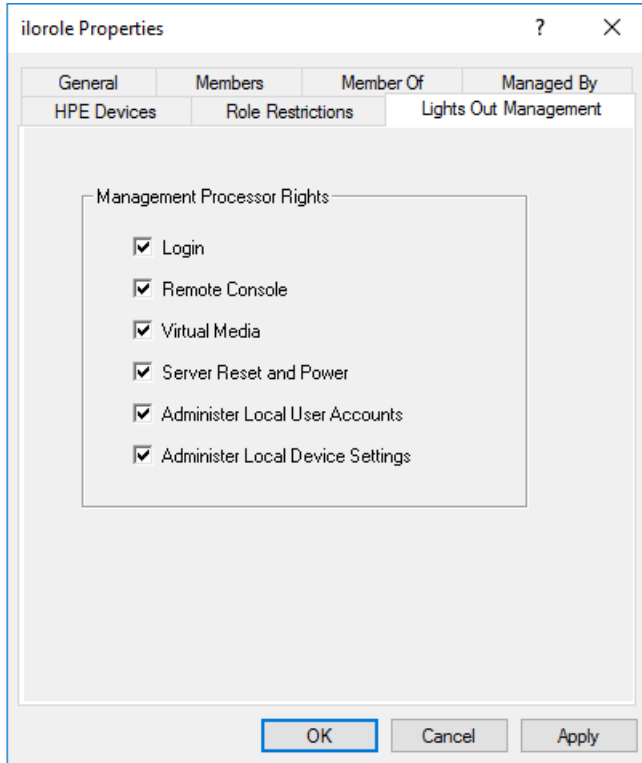 ilorole Properties ? ×
General Members Member Of Managed By
HPE Devices Role Restrictions Lights Out Management
Management Processor Rights
Login
Remote Console
Virtual Media
Server Reset and Power
Administer Local User Accounts
Administer Local Device Settings
OK Cancel Apply